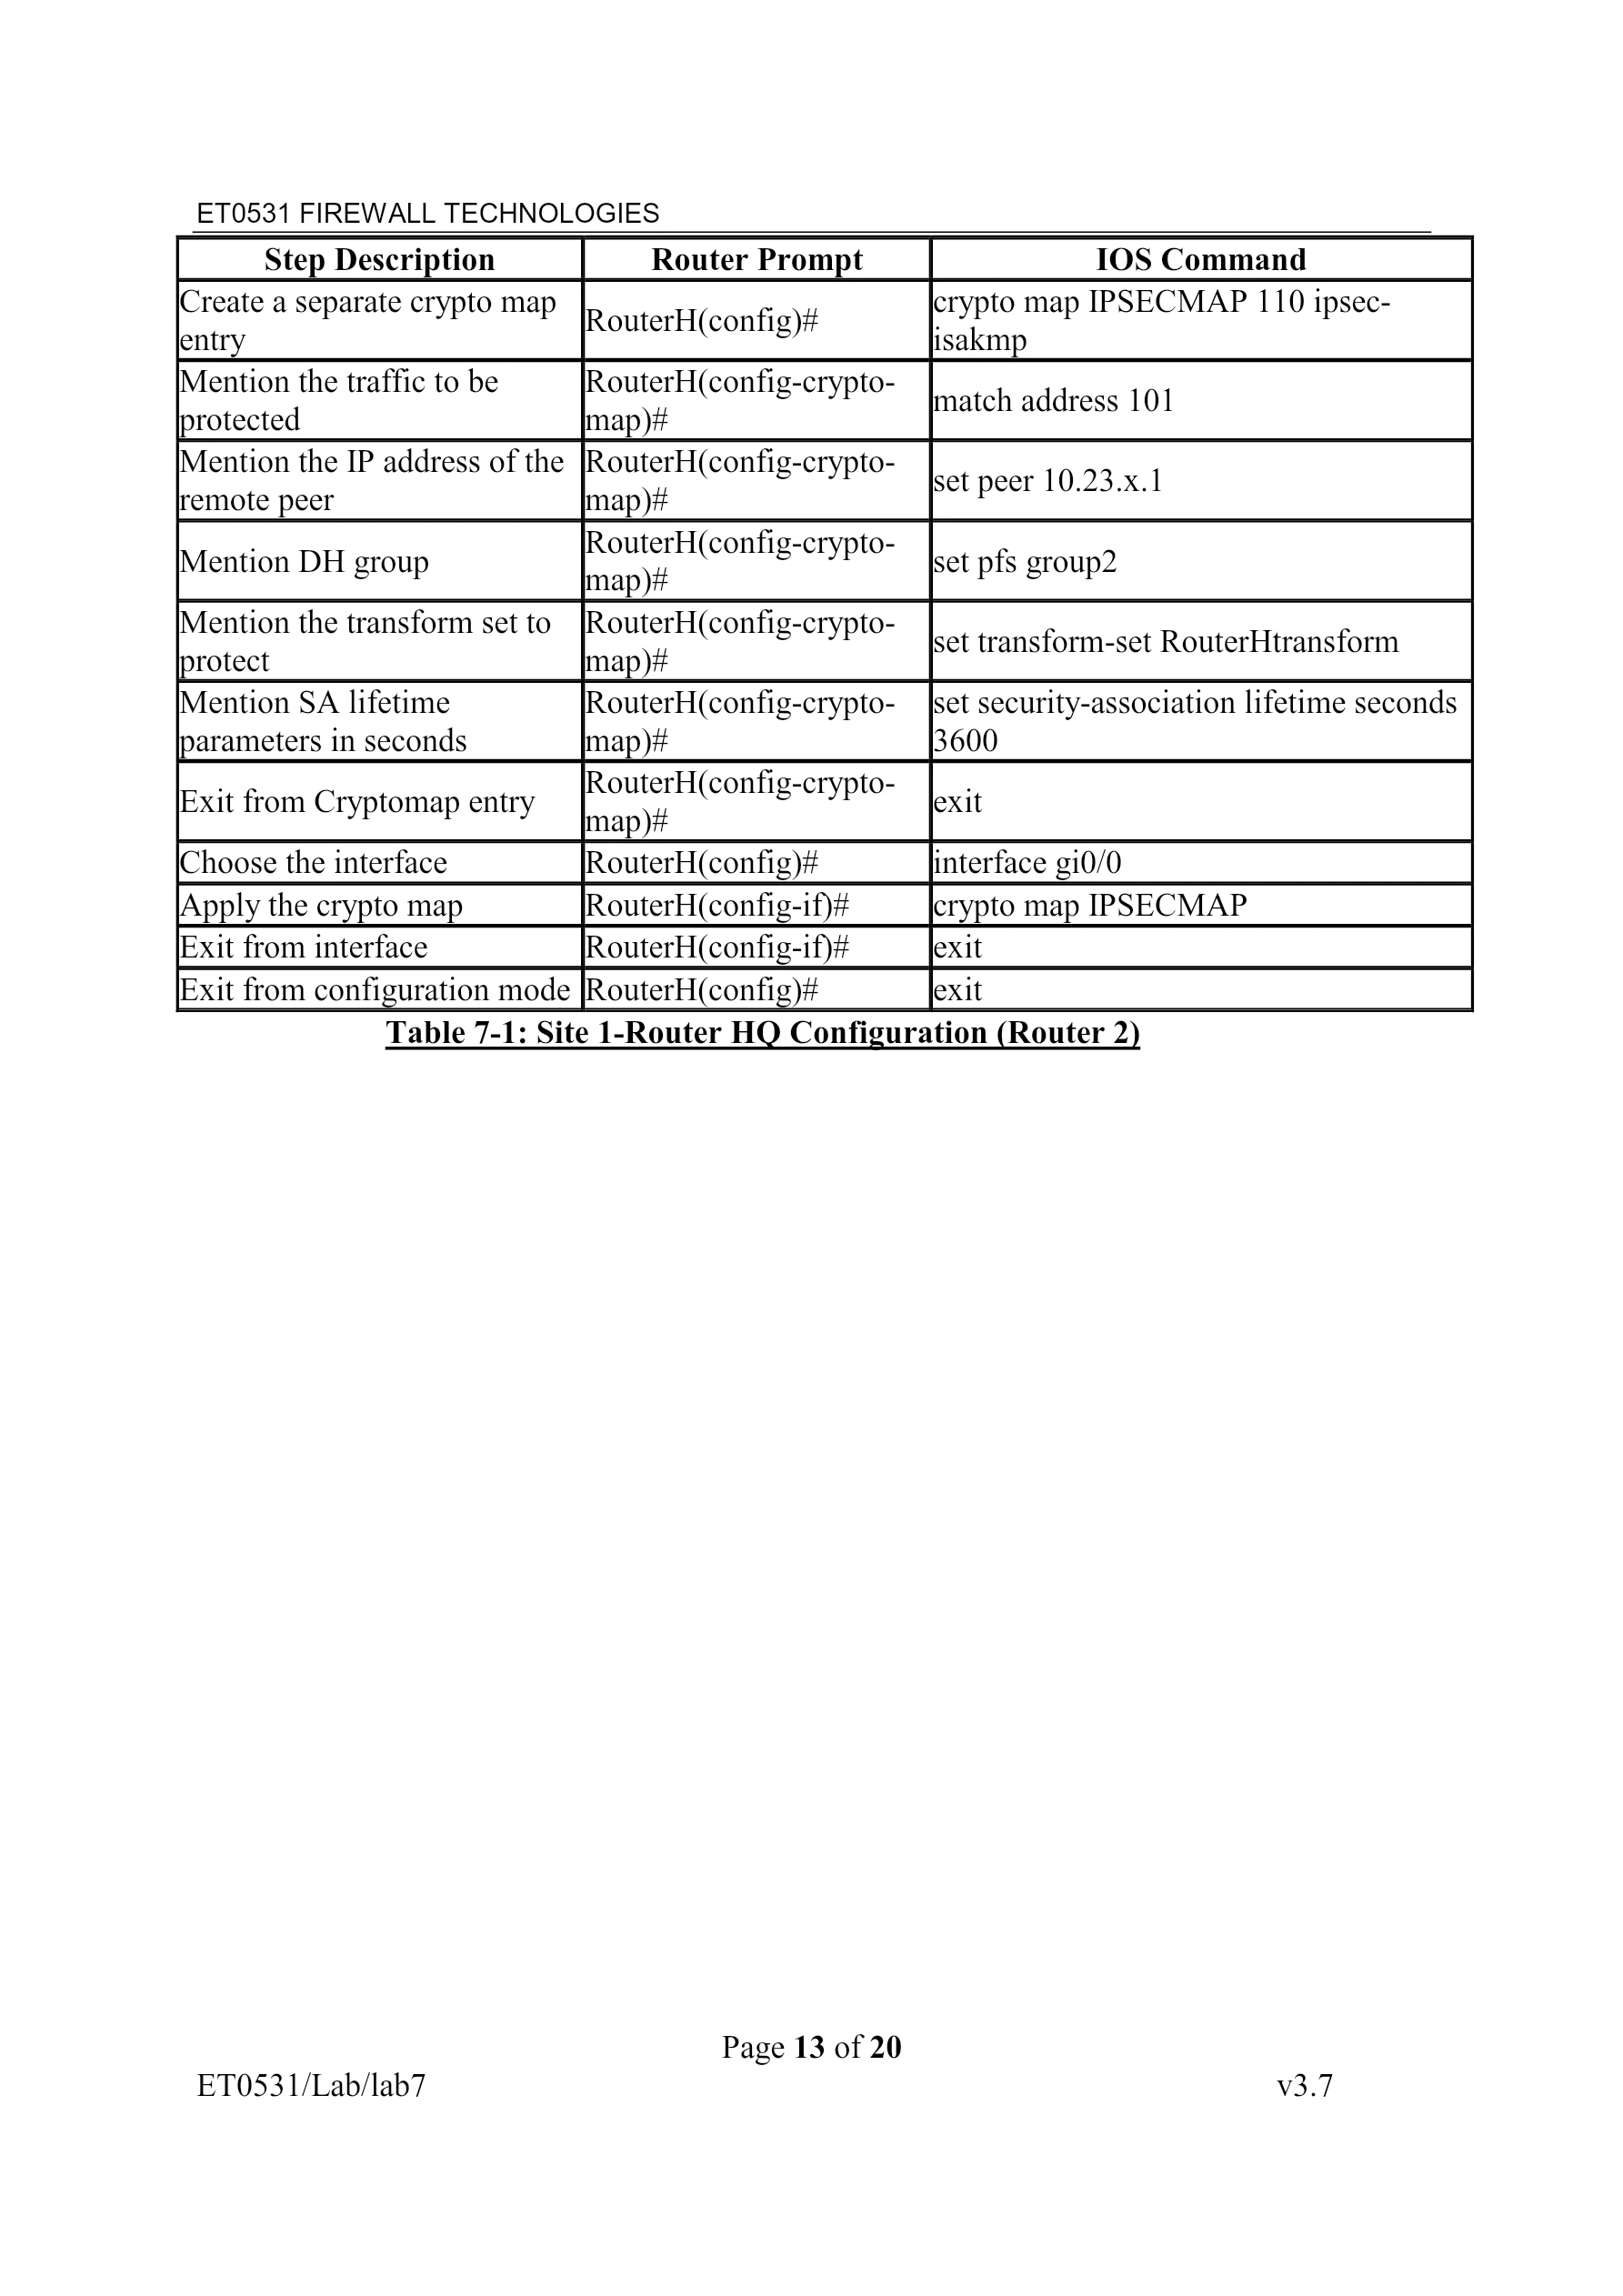 ET0531 FIREWALL TECHNOLOGIES
Step Description Router Prompt IOS Command
Create a separate crypto map
entry
RouterH(config)#
crypto map IPSECMAP 110 ipsec-
isakmp
Mention the traffic to be
protected
RouterH(config-crypto-
map)#
match address 101
Mention the IP address of the
remote peer
RouterH(config-crypto-
map)#
set peer 10.23.x.1
Mention DH group
RouterH(config-crypto-
map)#
set pfs group2
Mention the transform set to
protect
RouterH(config-crypto-
map)#
set transform-set RouterHtransform
Mention SA lifetime
parameters in seconds
RouterH(config-crypto-
map)#
set security-association lifetime seconds
3600
Exit from Cryptomap entry
RouterH(config-crypto-
map)#
exit
Choose the interface RouterH(config)# interface gi0/0
Apply the crypto map RouterH(config-if)# crypto map IPSECMAP
Exit from interface RouterH(config-if)# exit
Exit from configuration mode RouterH(config)# exit
Table 7-1: Site 1-Router HQ Configuration (Router 2)
Page 13 of 20
ET0531/Lab/lab7 v3.7